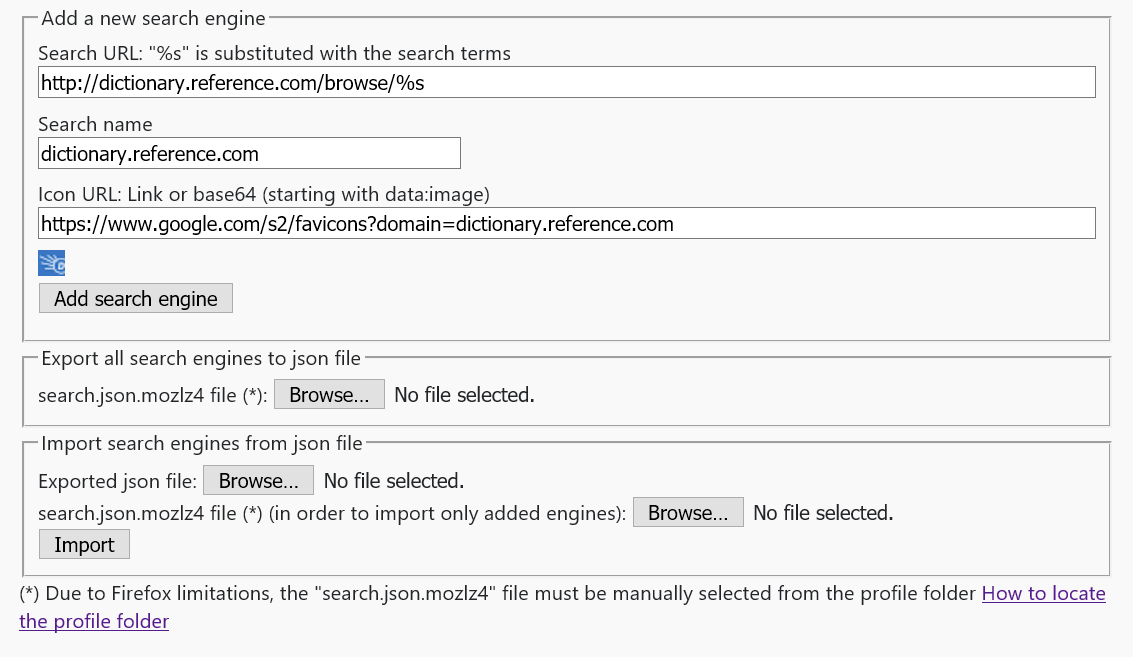 Add a new search engine
Search URL: "%s" is substituted with the search terms
http://dictionary.reference.com/browse/%s
Search name
dictionary.reference.com
Icon URL: Link or base64 (starting with data:image)
https://www.google.com/s2/favicons?domain=dictionary.reference.com
Add search engine
Export all search engines to json file
search.json.mozlz4 file (*): Browse... No file selected.
Import search engines from json file
Exported json file: Browse... No file selected.
search.json.mozlz4 file (*) (in order to import only added engines): Browse... No file selected.
Import
(*) Due to Firefox limitations, the "search.json.mozlz4" file must be manually selected from the profile folder How to locate
the profile folder